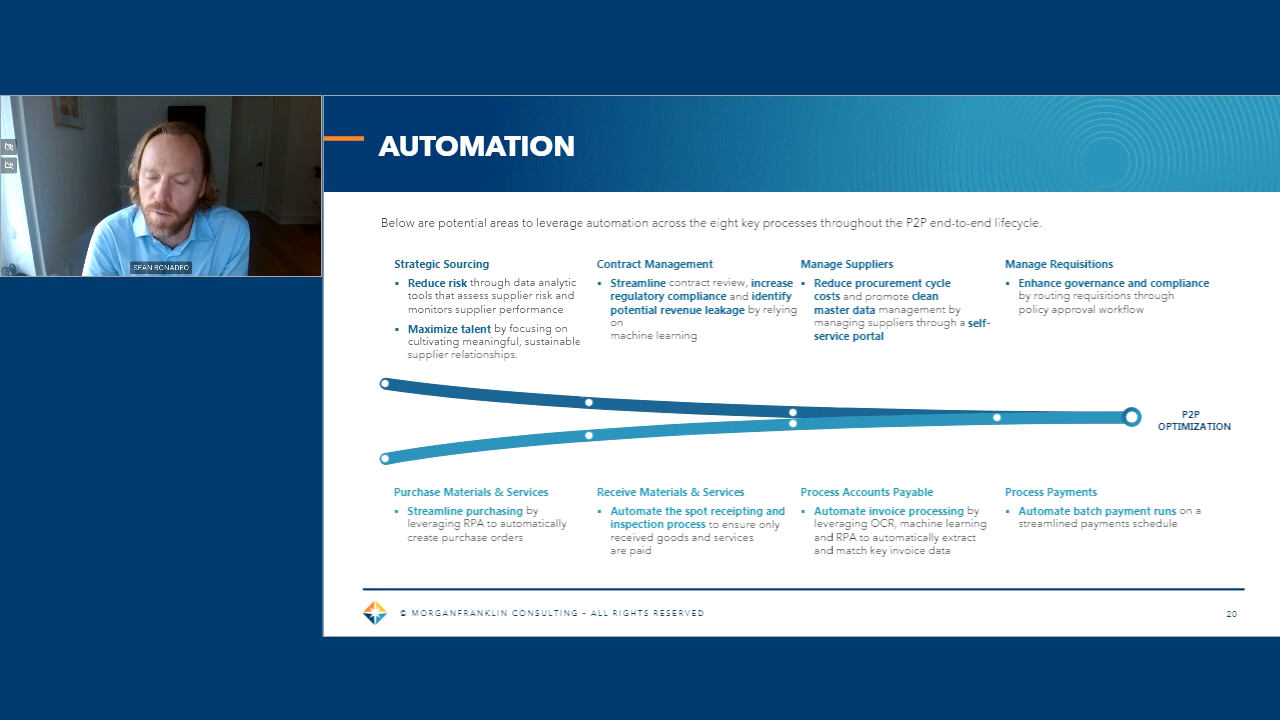 SEAN BONADEO
AUTOMATION
Below are potential areas to leverage automation across the eight key processes throughout the P2P end-to-end lifecycle.
Strategic Sourcing
▪ Reduce risk through data analytic
tools that assess supplier risk and
monitors supplier performance
▪ Maximize talent by focusing on
cultivating meaningful, sustainable
supplier relationships.
Contract Management
▪ Streamline contract review, increase
regulatory compliance and identify
potential revenue leakage by relying
on
machine learning
Manage Suppliers
▪ Reduce procurement cycle
costs and promote clean
master data management by
managing suppliers through a self-
service portal
Manage Requisitions
▪ Enhance governance and compliance
by routing requisitions through
policy approval workflow
P2P
OPTIMIZATION
Purchase Materials & Services
▪ Streamline purchasing by
leveraging RPA to automatically
create purchase orders
Receive Materials & Services
▪ Automate the spot receipting and
inspection process to ensure only
received goods and services
are paid
Process Accounts Payable
▪ Automate invoice processing by
leveraging OCR, machine learning
and RPA to automatically extract
and match key invoice data
Process Payments
▪ Automate batch payment runs on a
streamlined payments schedule
© MORGANFRANKLIN CONSULTING - ALL RIGHTS RESERVED
20